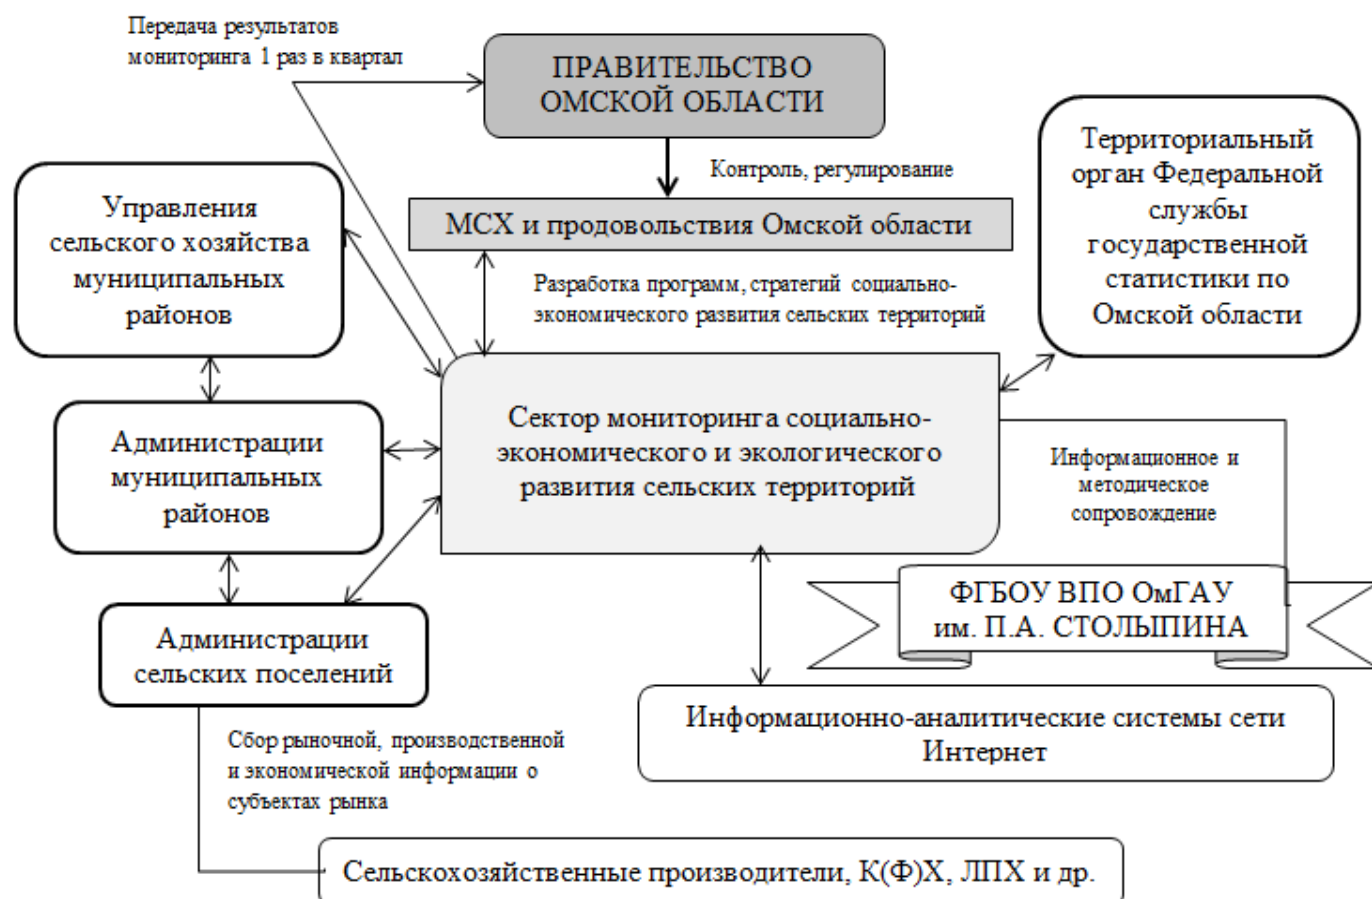 Передача результатов
мониторинга 1 раз в квартал
ПРАВИТЕЛЬСТВО
ОМСКОЙ ОБЛАСТИ
Контроль, регулирование
МСХ и продовольствия Омской области
Территориальный
орган Федеральной
службы
государственной
статистики по
Омской области
Управления
сельского хозяйства
муниципальных
районов
Разработка программ, стратегий социально-
экономического развития сельских территорий
Сектор мониторинга социально-
экономического и экологического
развития сельских территорий
Администрации
муниципальных
районов
Информационное и
методическое
сопровождение
ФГБОУ ВПО ОмГАУ
им. П.А. СТОЛЫПИНА
Администрации
сельских поселений
Информационно-аналитические системы сети
Интернет
Сбор рыночной, производственной
и экономической информации о
субъектах рынка
Сельскохозяйственные производители, К(Ф)Х, ЛПХ и др.